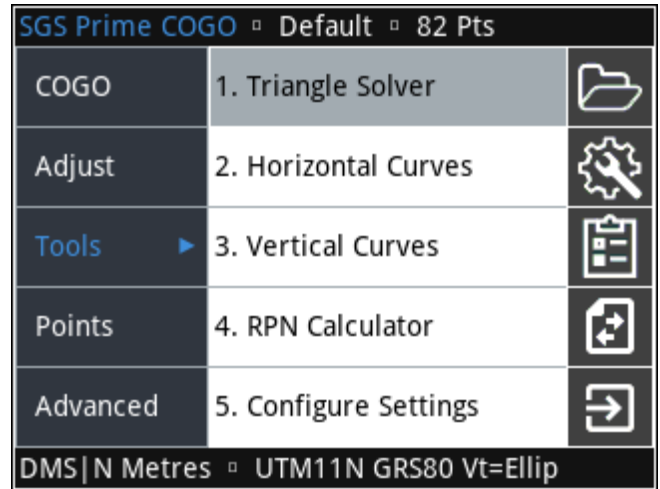 SGS Prime COGO ▫ Default ▫ 82 Pts
COGO
1. Triangle Solver
Adjust
2. Horizontal Curves
Tools ►
3. Vertical Curves
Points
4. RPN Calculator
Advanced
5. Configure Settings
DMS|N Metres ▫ UTM11N GRS80 Vt=Ellip